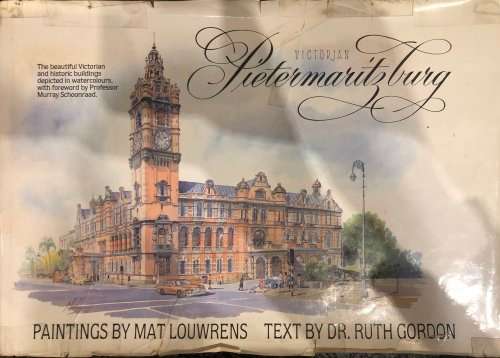 VICTORIAN
Pietermaritzburg
The beautiful Victorian
and historic buildings
depicted in watercolours,
with foreword by Professor
Murray Schoonraad.
PAINTINGS BY MAT LOUWRENS TEXT BY DR. RUTH GORDON